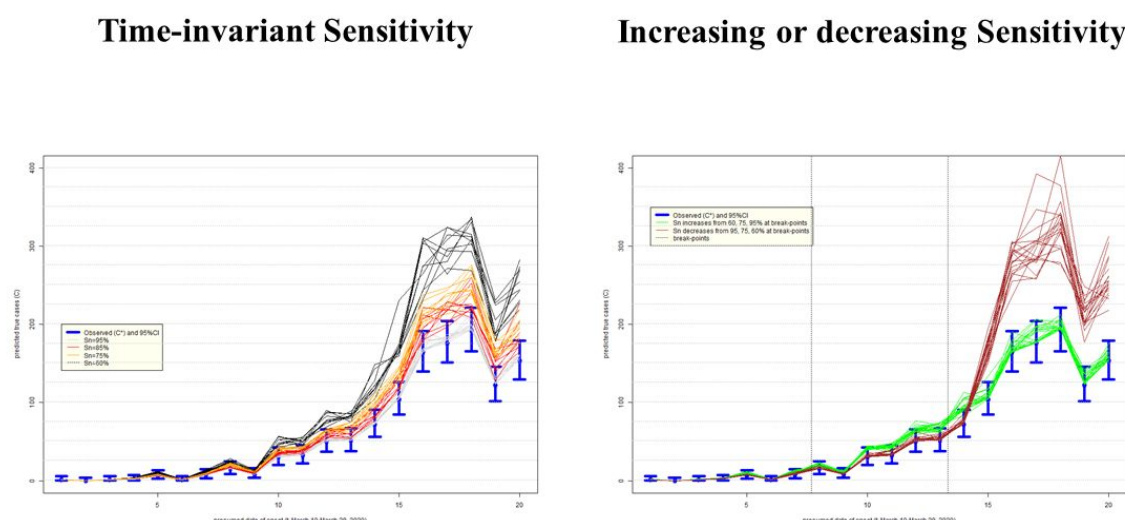 Time-invariant Sensitivity
Increasing or decreasing Sensitivity
400
300
200
100
0
predicted true cases (C)
Observed (C*) and 95%CI
Sn=95%
Sn=85%
Sn=75%
Sn=60%
5
10
15
20
400
300
200
100
0
predicted true cases (C)
Observed (C*) and 95%CI
Sn increases from 60, 75, 95% at break-points
Sn decreases from 95, 75, 60% at break-points
break-points
5
10
15
20